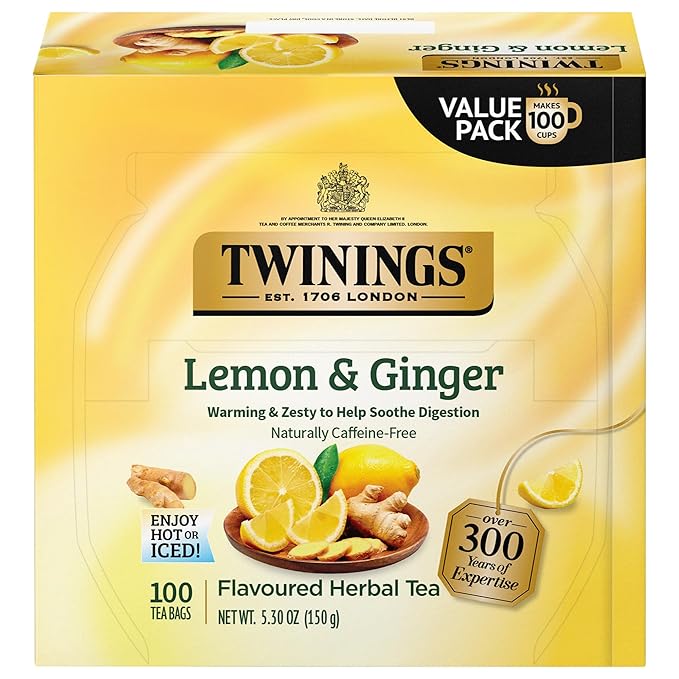 Lemon & Ginger
TWININGS®
EST. 1706 LONDON
VALUE
PACK
MAKES
100
CUPS
BY APPOINTMENT TO HER MAJESTY QUEEN ELIZABETH II
TEA AND COFFEE MERCHANTS R. TWINING AND COMPANY LIMITED, LONDON.
TWININGS®
EST. 1706 LONDON
Lemon & Ginger
Warming & Zesty to Help Soothe Digestion
Naturally Caffeine-Free
ENJOY
HOT OR
ICED!
over
300
Years of
Expertise
100
TEA BAGS
Flavoured Herbal Tea
NET WT. 5.30 OZ (150 g)